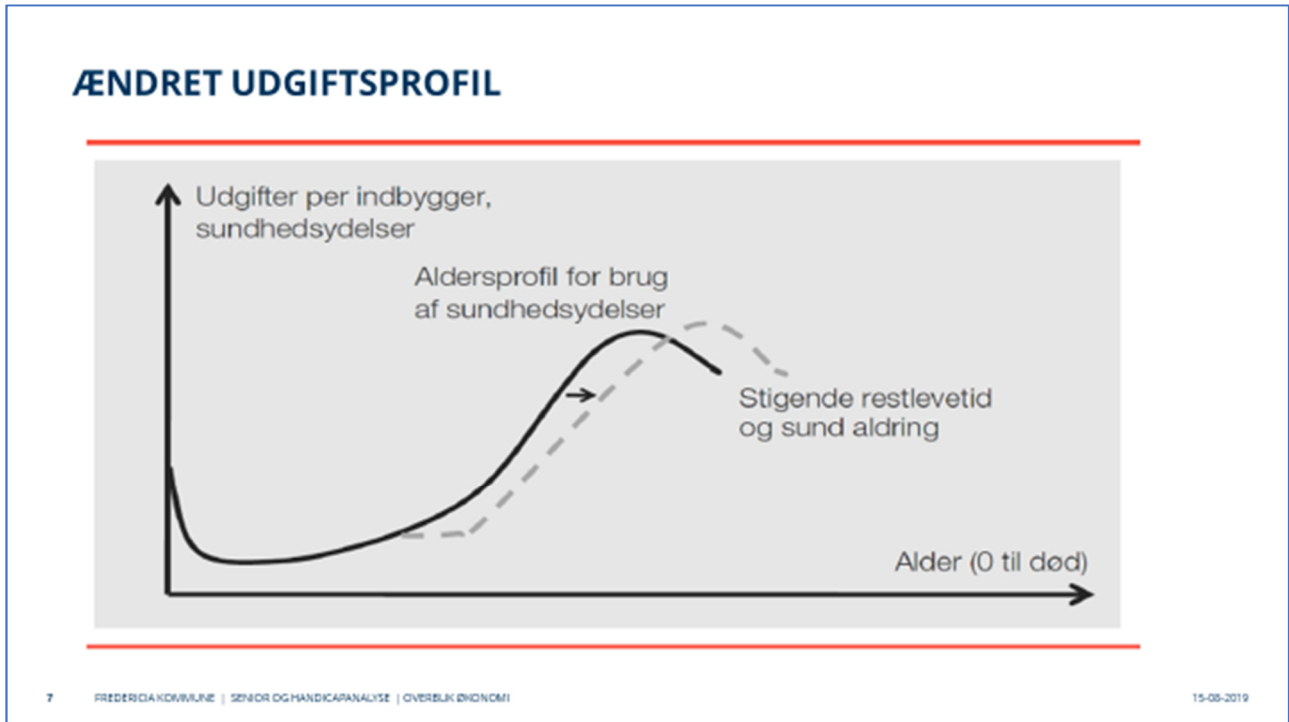 ÆNDRET UDGIFTSPROFIL
Udgifter per indbygger,
sundhedsydelser
Aldersprofil for brug
af sundhedsydelser
Stigende restlevetid
og sund aldring
Alder (0 til død)
7 FREDERICIA KOMMUNE | SENIOR OG HANDICAPANALYSE | OVERBLIK ØKONOMI 15-08-2019